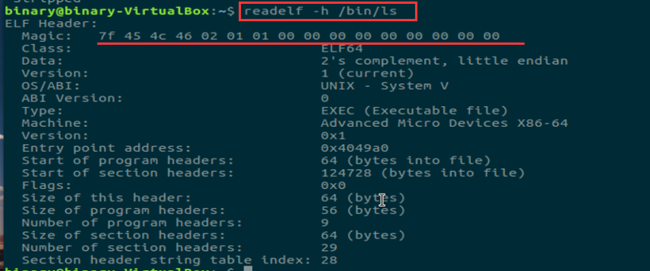 binary@binary-VirtualBox:~$ readelf -h /bin/ls
ELF Header:
Magic: 7f 45 4c 46 02 01 01 00 00 00 00 00 00 00 00 00
Class: ELF64
Data: 2's complement, little endian
Version: 1 (current)
OS/ABI: UNIX - System V
ABI Version: 0
Type: EXEC (Executable file)
Machine: Advanced Micro Devices X86-64
Version: 0x1
Entry point address: 0x4049a0
Start of program headers: 64 (bytes into file)
Start of section headers: 124728 (bytes into file)
Flags: 0x0
Size of this header: 64 (bytes)
Size of program headers: 56 (bytes)
Number of program headers: 9
Size of section headers: 64 (bytes)
Number of section headers: 29
Section header string table index: 28